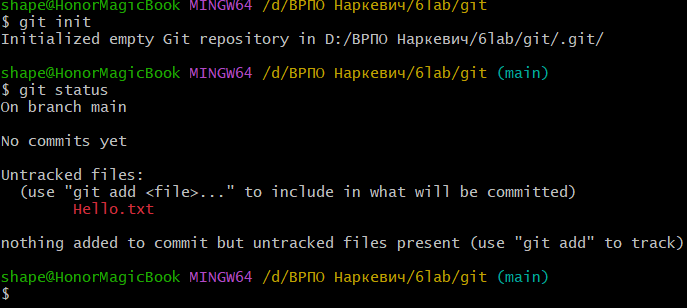 shape@HonorMagicBook MINGW64 /d/ВРПО Наркевич/6lab/git
$ git init
Initialized empty Git repository in D:/ВРПО Наркевич/6lab/git/.git/
shape@HonorMagicBook MINGW64 /d/ВРПО Наркевич/6lab/git (main)
$ git status
On branch main
No commits yet
Untracked files:
(use "git add <file>..." to include in what will be committed)
Hello.txt
nothing added to commit but untracked files present (use "git add" to track)
shape@HonorMagicBook MINGW64 /d/ВРПО Наркевич/6lab/git (main)
$